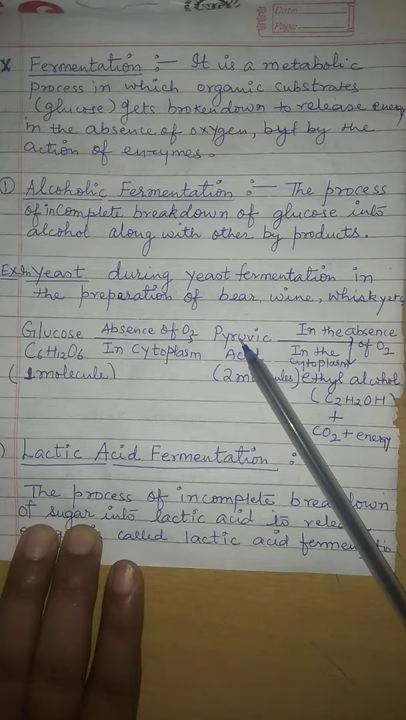 Date
Page
x Fermentation :— It is a metabolic
process in which organic substrates
(glucose) gets broken down to release energy
in the absence of oxygen, by the
action of enzymes.
① Alcoholic Fermentation :— The process
of incomplete breakdown of glucose into
alcohol along with other by products.
Ex:- In yeast during yeast fermentation in
the preparation of bear, wine, whisky etc
Glucose Absence of O2 Pyruvic In the absence of O2
C6H12O6 In Cytoplasm Acid In the cytoplasm
(1 molecule) (2 molecules) ethyl alcohol
(C2H5OH)
+
CO2 + energy
) Lactic Acid Fermentation :
The process of incomplete breakdown
of sugar into lactic acid to
called lactic acid